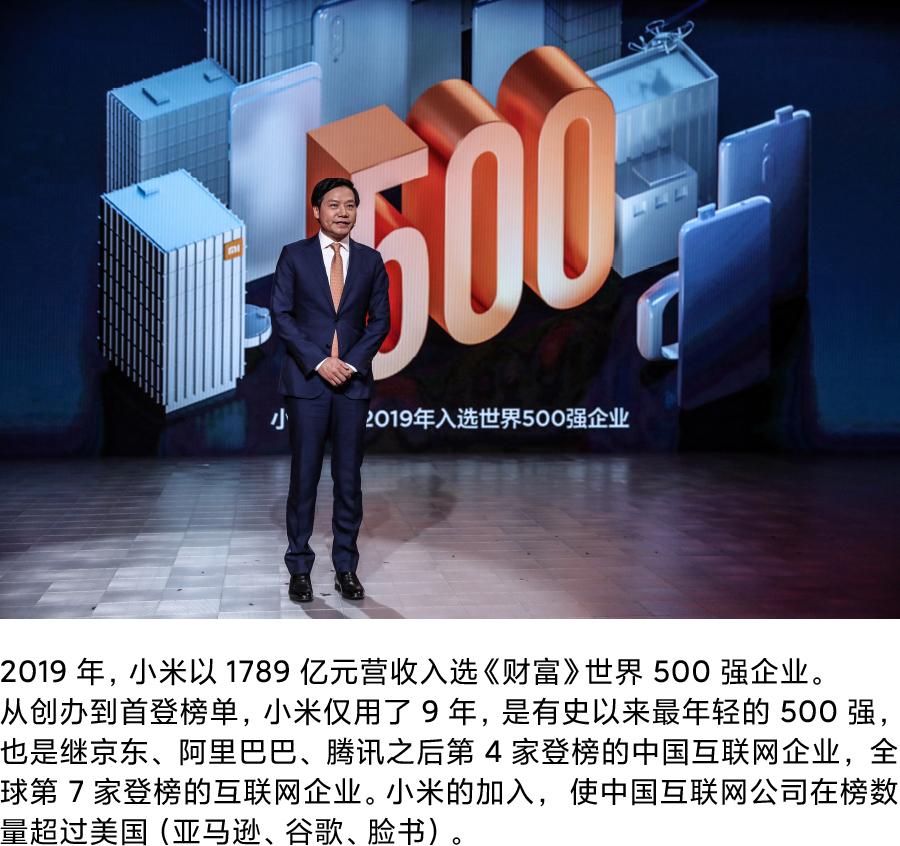 500
MI
小 2019年入选世界500强企业
2019 年，小米以 1789 亿元营收入选《财富》世界 500 强企业。
从创办到首登榜单，小米仅用了 9 年，是有史以来最年轻的 500 强，
也是继京东、阿里巴巴、腾讯之后第 4 家登榜的中国互联网企业，全
球第 7 家登榜的互联网企业。小米的加入， 使中国互联网公司在榜数
量超过美国（亚马逊、谷歌、脸书）。